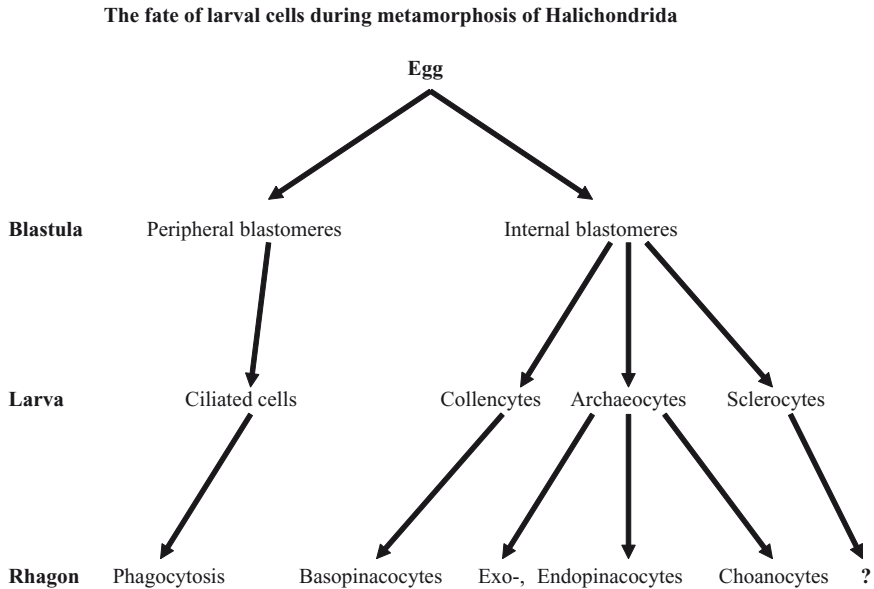 The fate of larval cells during metamorphosis of Halichondrida
Egg
Blastula Peripheral blastomeres Internal blastomeres
Larva Ciliated cells Collencytes Archaeocytes Sclerocytes
Rhagon Phagocytosis Basopinacocytes Exo-, Endopinacocytes Choanocytes ?